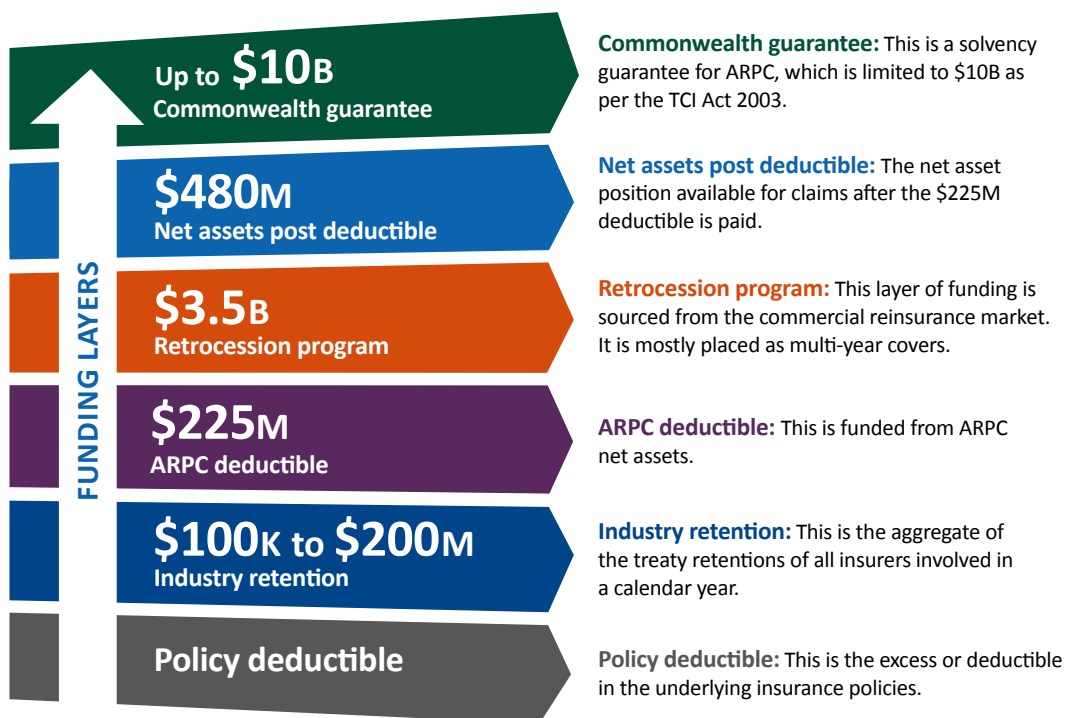 Up to $10B
Commonwealth guarantee
Commonwealth guarantee: This is a solvency
guarantee for ARPC, which is limited to $10B as
per the TCI Act 2003.
$480M
Net assets post deductible
Net assets post deductible: The net asset
position available for claims after the $225M
deductible is paid.
FUNDING LAYERS
$3.5B
Retrocession program
Retrocession program: This layer of funding is
sourced from the commercial reinsurance market.
It is mostly placed as multi-year covers.
$225M
ARPC deductible
ARPC deductible: This is funded from ARPC
net assets.
$100K to $200M
Industry retention
Industry retention: This is the aggregate of
the treaty retentions of all insurers involved in
a calendar year.
Policy deductible
Policy deductible: This is the excess or deductible
in the underlying insurance policies.